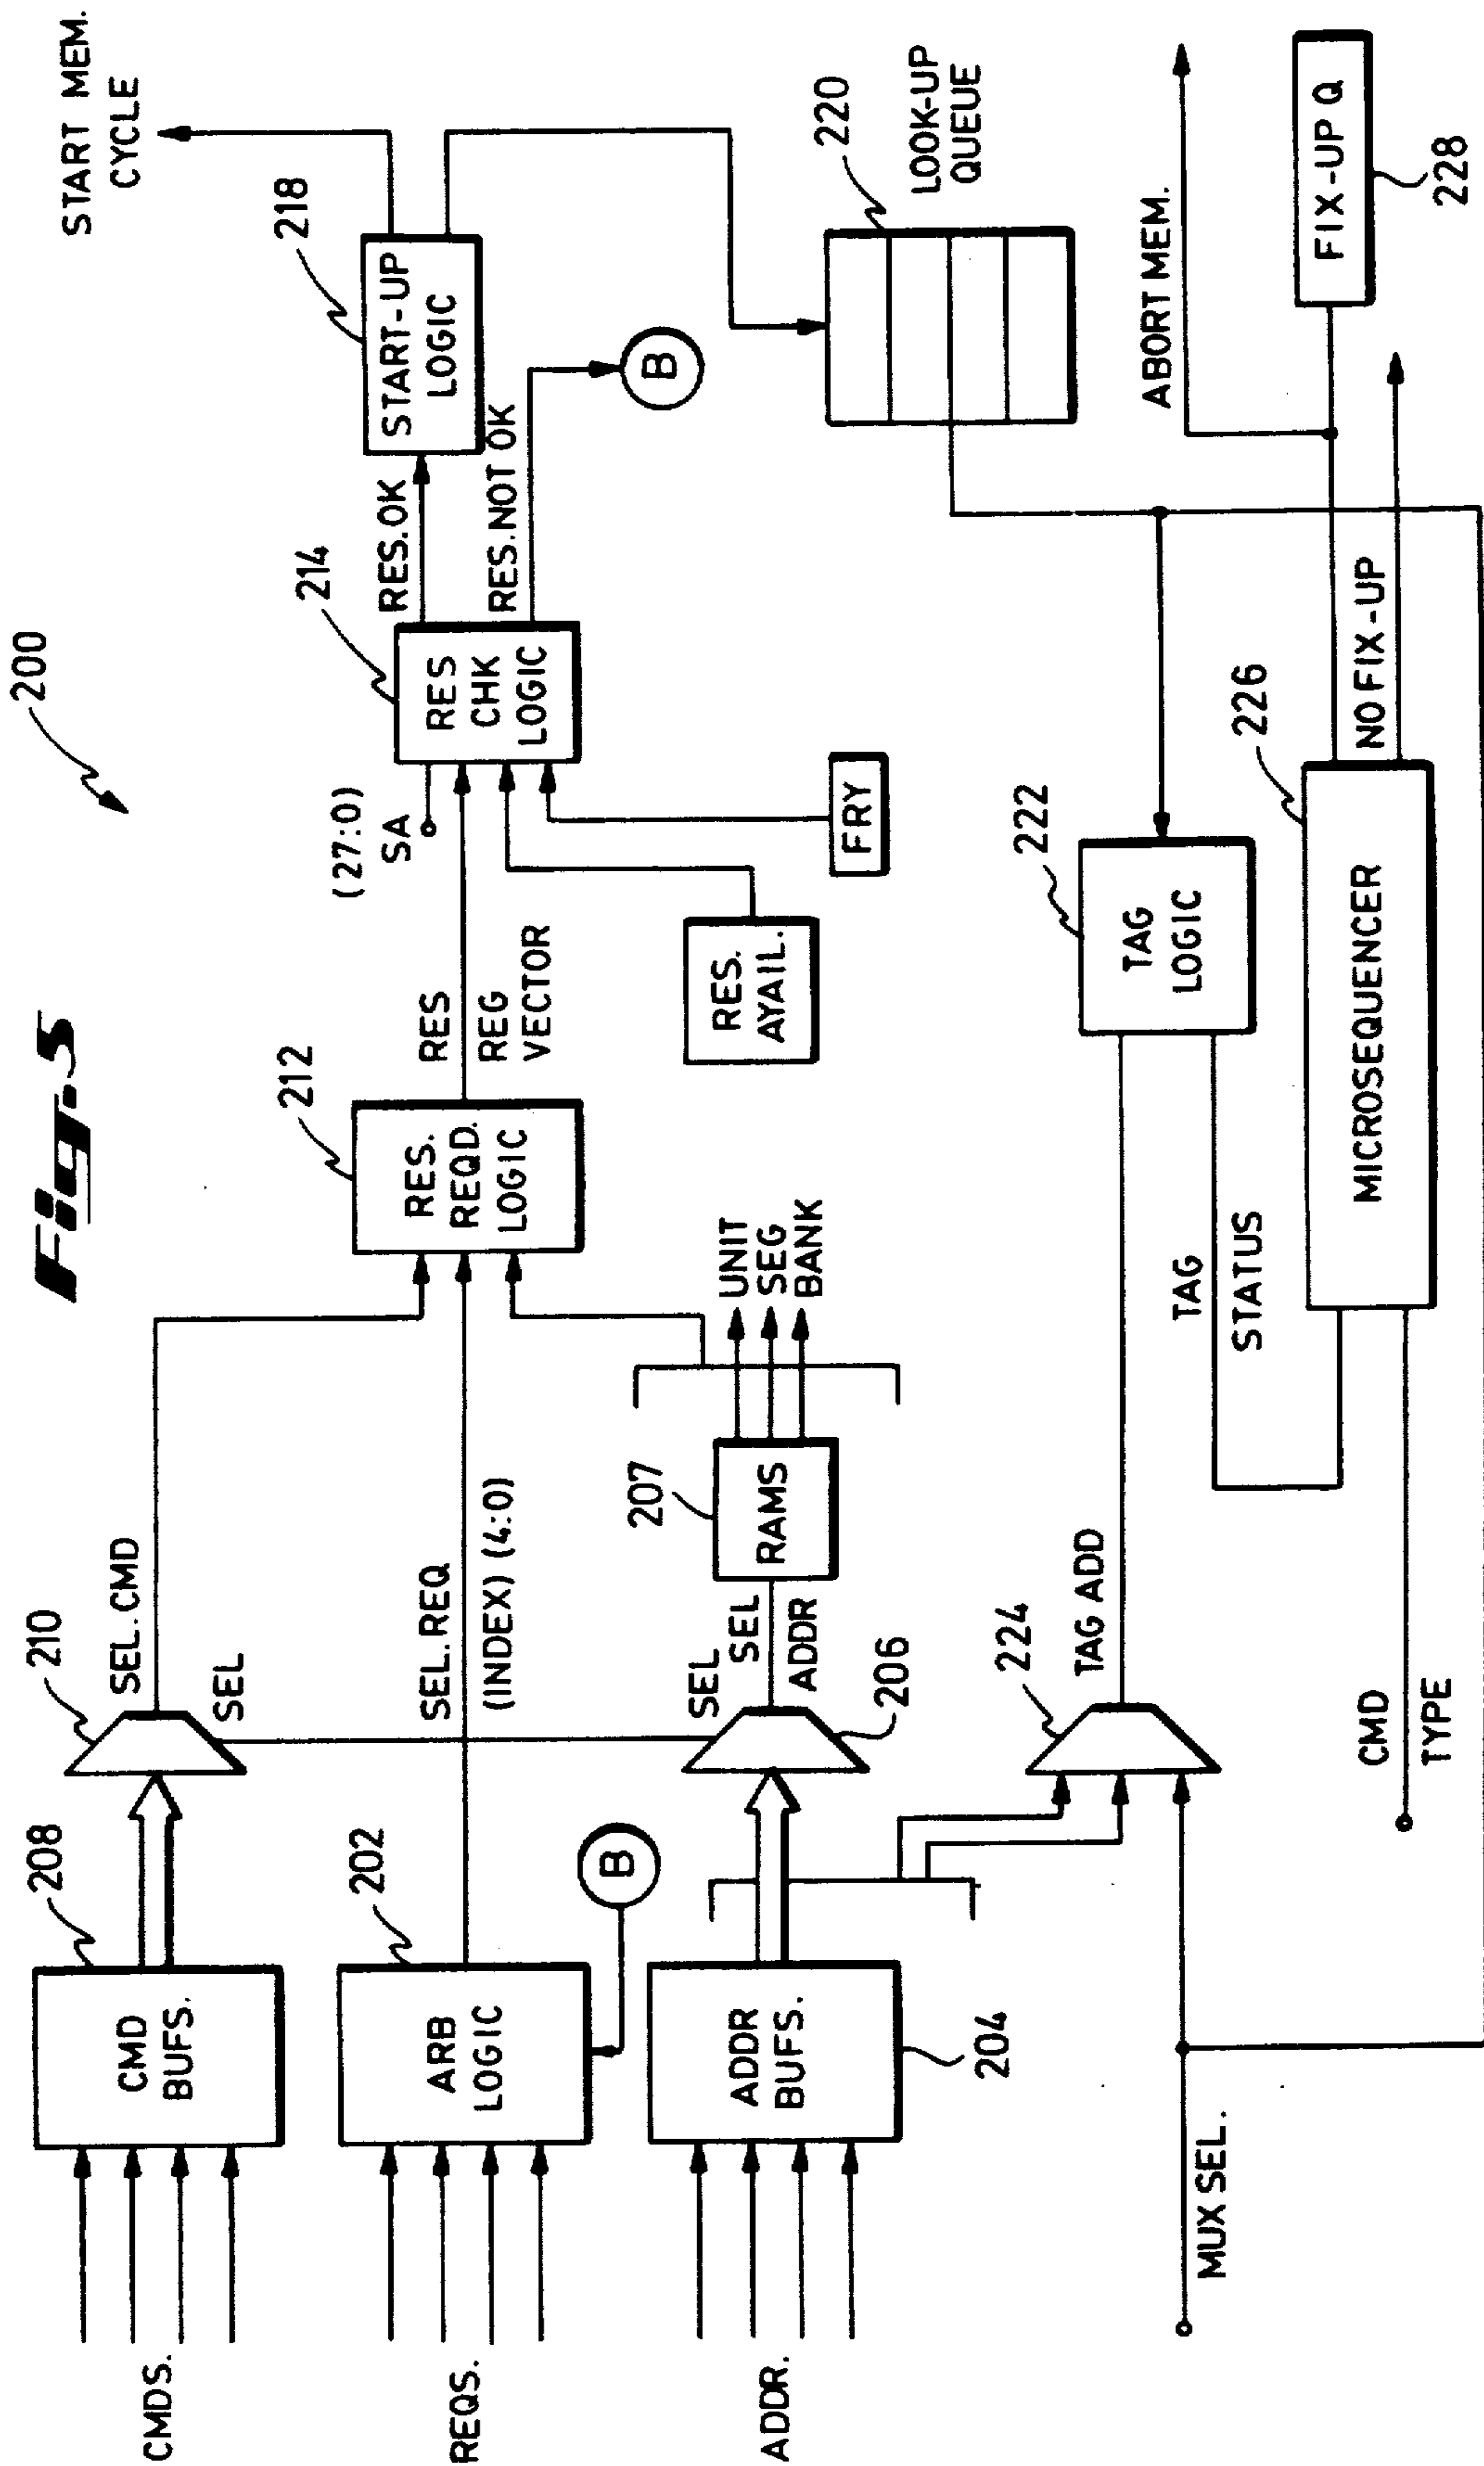 Fig.5
200
CMDS.
208
CMD
BUFS.
210
SEL.CMD
SEL
REQS.
202
ARB
LOGIC
B
SEL.REQ
(INDEX) (4:0)
ADDR.
204
ADDR
BUFS.
SEL
206
SEL
ADDR
207
RAMS
UNIT
SEG
BANK
212
RES.
REQD.
LOGIC
RES
REG
VECTOR
(27:0)
SA
214
RES
CHK
LOGIC
RES.
AYAIL.
FRY
RES.OK
RES.NOT OK
B
218
START-UP
LOGIC
START MEM.
CYCLE
220
LOOK-UP
QUEUE
MUX SEL.
224
TAG ADD
222
TAG
LOGIC
TAG
STATUS
CMD
TYPE
226
MICROSEQUENCER
NO FIX-UP
ABORT MEM.
FIX-UP Q
228